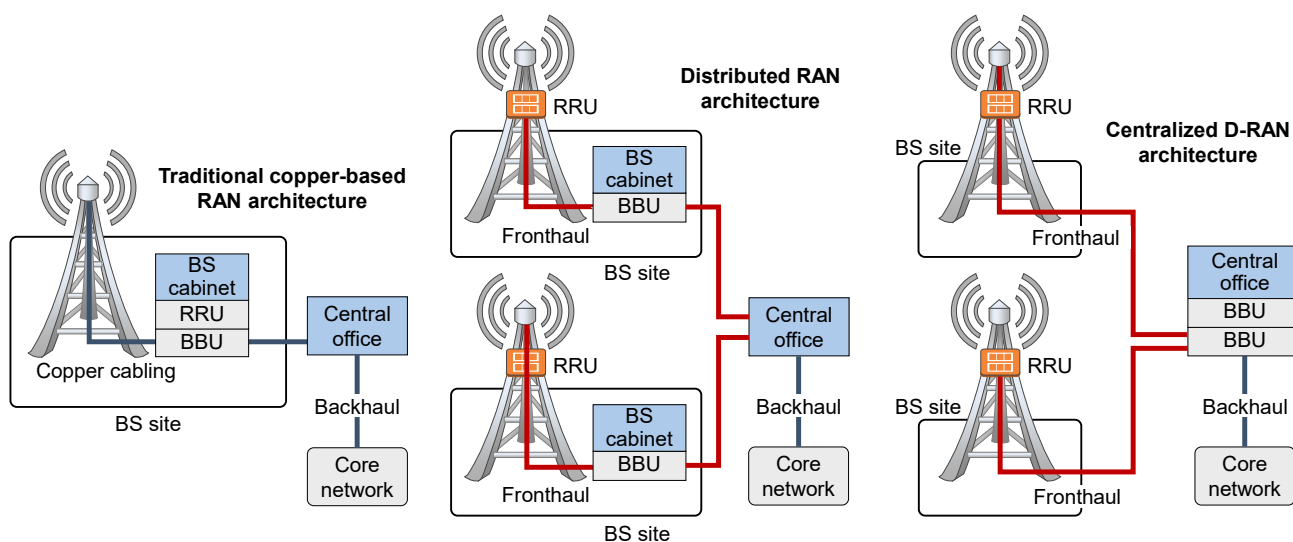 Traditional copper-based
RAN architecture
BS
cabinet
RRU
BBU
Copper cabling
BS site
Central
office
Backhaul
Core
network
Distributed RAN
architecture
RRU
BS
cabinet
BBU
Fronthaul
BS site
RRU
BS
cabinet
BBU
Fronthaul
BS site
Central
office
Backhaul
Core
network
Centralized D-RAN
architecture
RRU
BS site
Fronthaul
RRU
BS site
Fronthaul
Central
office
BBU
BBU
Backhaul
Core
network